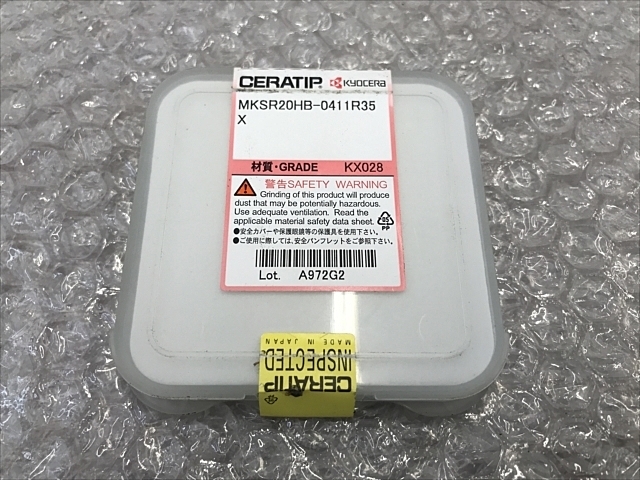 CERATIP® KYOCERA
MKSR20HB-0411R35
X
材質・GRADE KX028
警告SAFETY WARNING
Grinding of this product will produce
dust that may be potentially hazardous.
Use adequate ventilation. Read the
applicable material safety data sheet.
PP
●安全カバーや保護眼鏡等の保護具を使用下さい。
●ご使用に際しては、安全パンフレットをご参照下さい。
Lot. A972G2
CERATIP
INSPECTED
MADE IN JAPAN